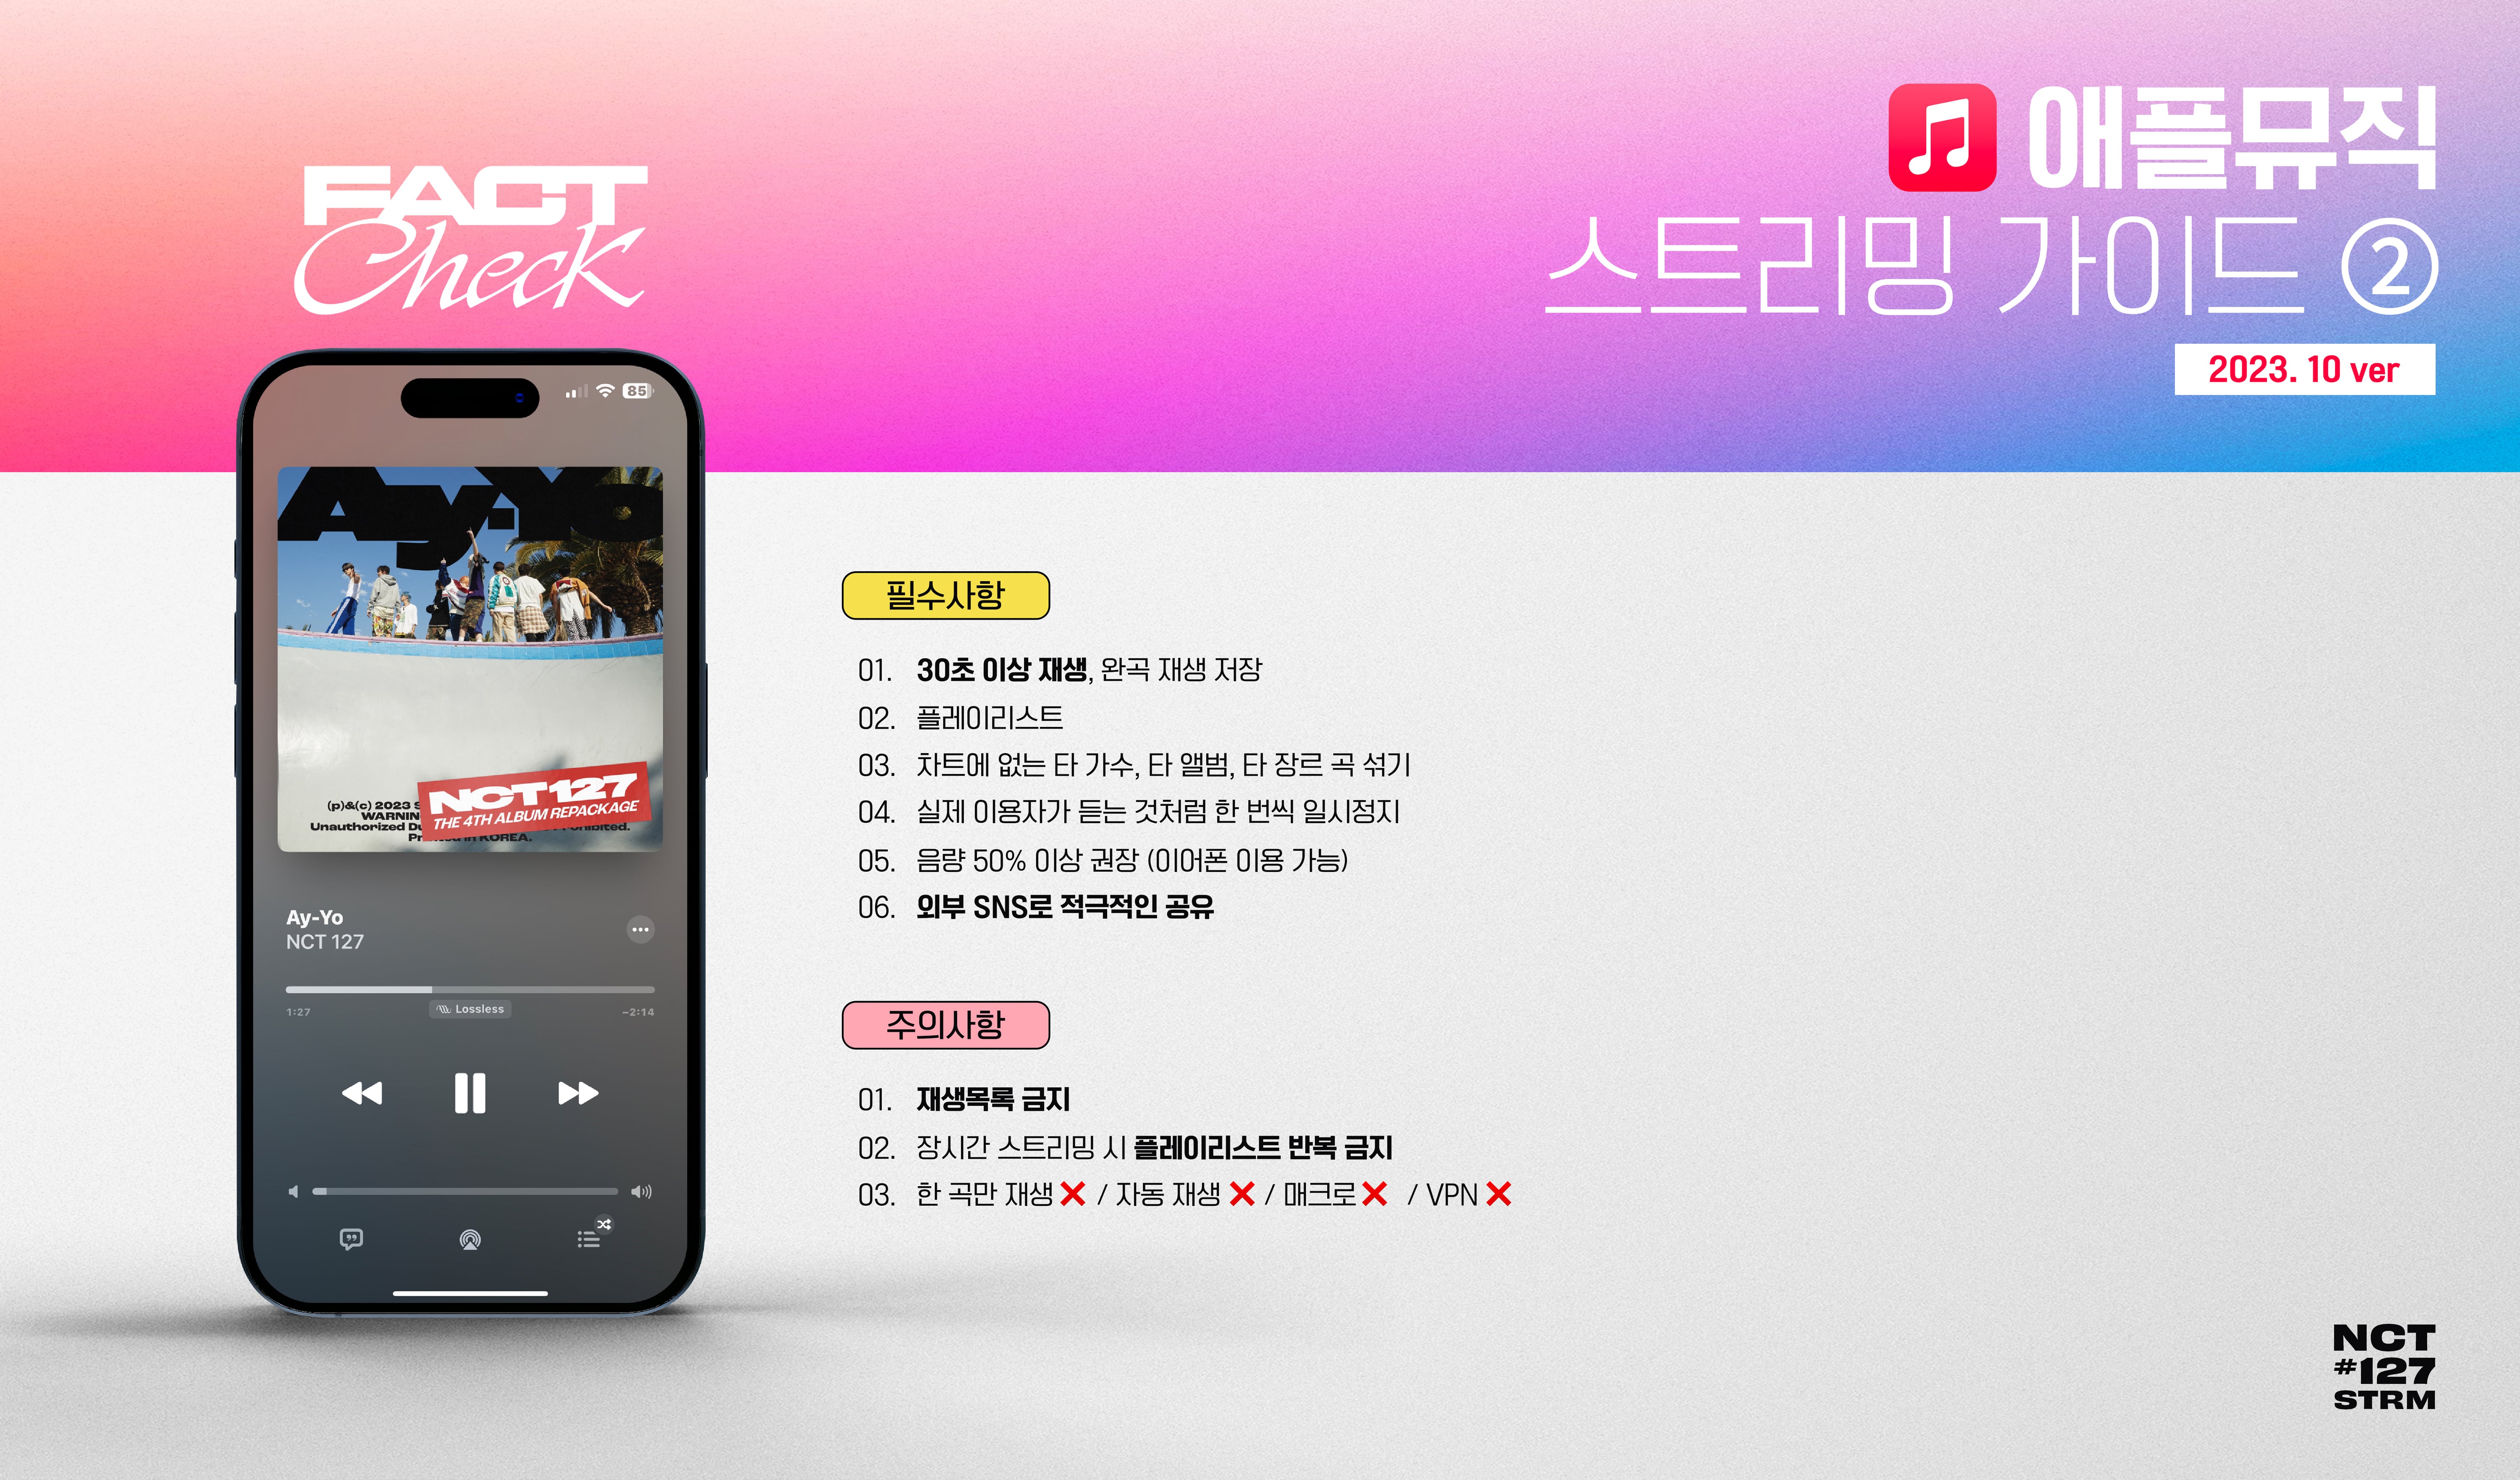 FACT
Check
애플뮤직
스트리밍 가이드 ②
2023. 10 ver
85
Ay-Yo
(p)&(c) 2023 S
WARNIN
Unauthorized Du
NCT127
THE 4TH ALBUM REPACKAGE
KOREA.
Ay-Yo
NCT 127
1:27
Lossless
-2:14
필수사항
01. 30초 이상 재생, 완곡 재생 저장
02. 플레이리스트
03. 차트에 없는 타 가수, 타 앨범, 타 장르 곡 섞기
04. 실제 이용자가 듣는 것처럼 한 번씩 일시정지
05. 음량 50% 이상 권장 (이어폰 이용 가능)
06. 외부 SNS로 적극적인 공유
주의사항
01. 재생목록 금지
02. 장시간 스트리밍 시 플레이리스트 반복 금지
03. 한 곡만 재생 ❌ / 자동 재생 ❌ / 매크로 ❌ / VPN ❌
NCT
#127
STRM